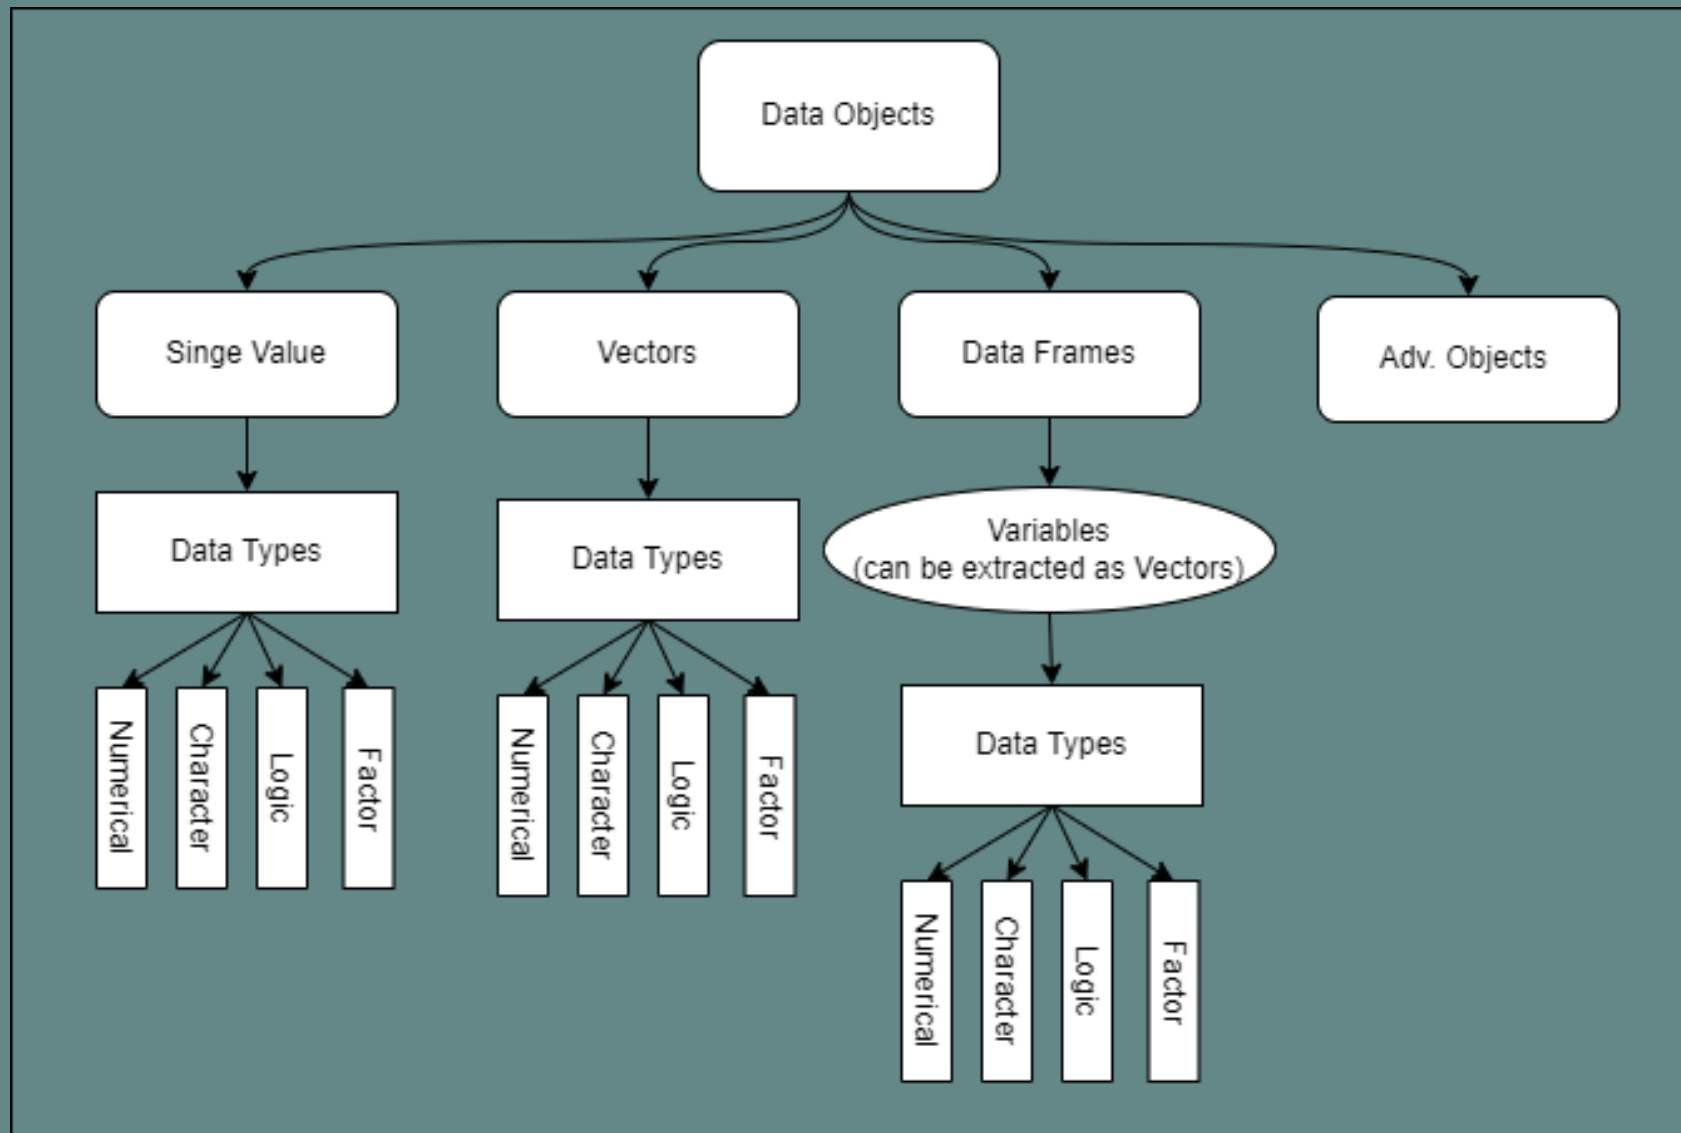 Data Objects
Singe Value
Vectors
Data Frames
Adv. Objects
Data Types
Data Types
Variables
(can be extracted as Vectors)
Numerical
Character
Logic
Factor
Numerical
Character
Logic
Factor
Data Types
Numerical
Character
Logic
Factor